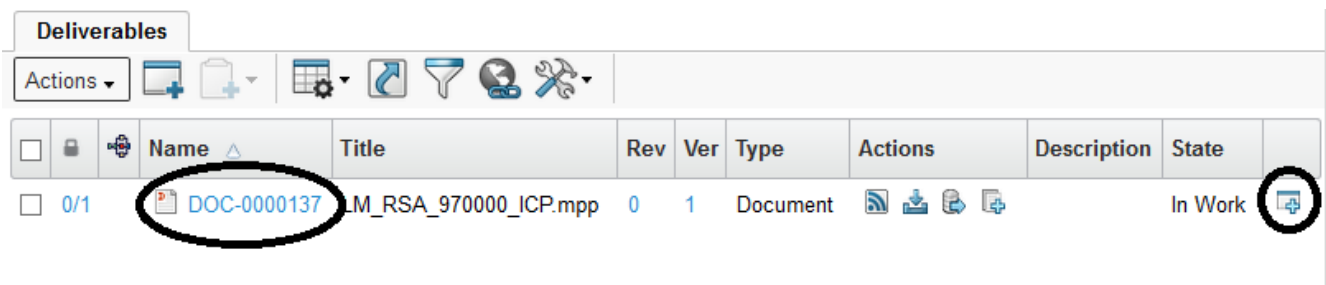 Deliverables
Actions
Name Title Rev Ver Type Actions Description State
0/1 DOC-0000137 LM_RSA_970000_ICP.mpp 0 1 Document In Work